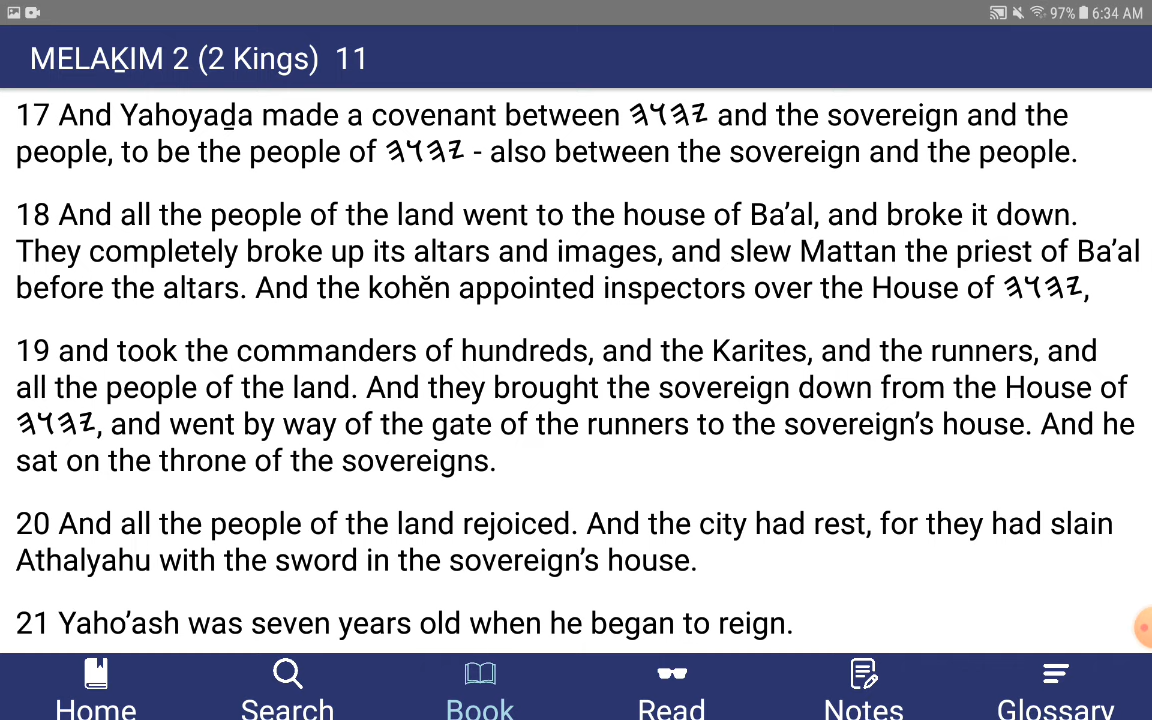 97% 6:34 AM
MELAḴIM 2 (2 Kings) 11
17 And Yahoyaḏa made a covenant between 𐤉𐤄𐤅𐤄 and the sovereign and the
people, to be the people of 𐤉𐤄𐤅𐤄 - also between the sovereign and the people.
18 And all the people of the land went to the house of Ba’al, and broke it down.
They completely broke up its altars and images, and slew Mattan the priest of Ba’al
before the altars. And the kohĕn appointed inspectors over the House of 𐤉𐤄𐤅𐤄,
19 and took the commanders of hundreds, and the Karites, and the runners, and
all the people of the land. And they brought the sovereign down from the House of
𐤉𐤄𐤅𐤄, and went by way of the gate of the runners to the sovereign’s house. And he
sat on the throne of the sovereigns.
20 And all the people of the land rejoiced. And the city had rest, for they had slain
Athalyahu with the sword in the sovereign’s house.
21 Yaho’ash was seven years old when he began to reign.
Home Search Book Read Notes Glossary